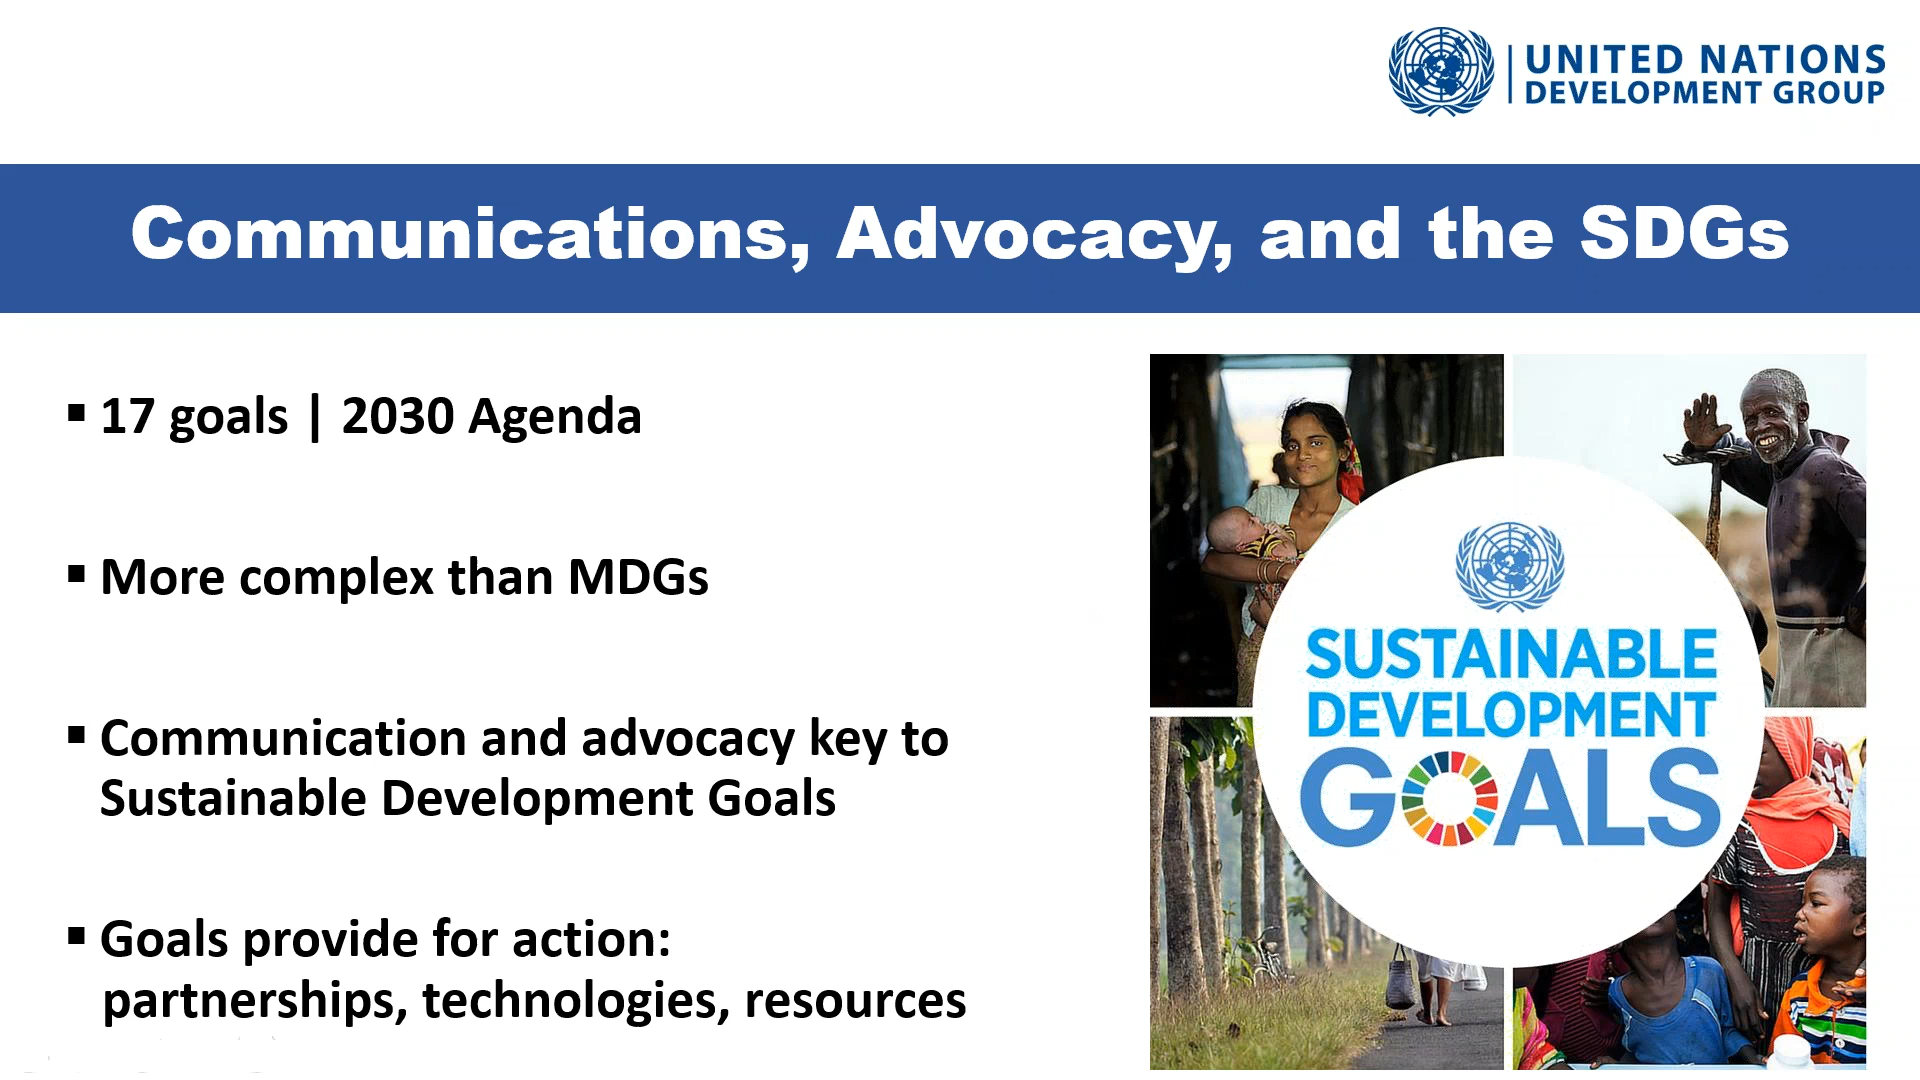 UNITED NATIONS
DEVELOPMENT GROUP
Communications, Advocacy, and the SDGs
▪ 17 goals | 2030 Agenda
▪ More complex than MDGs
▪ Communication and advocacy key to
Sustainable Development Goals
▪ Goals provide for action:
partnerships, technologies, resources
SUSTAINABLE
DEVELOPMENT
GOALS